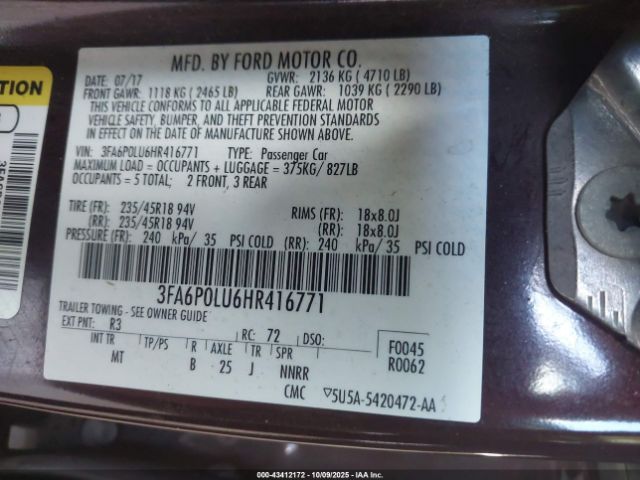 MFD. BY FORD MOTOR CO.
DATE: 07/17 GVWR: 2136 KG ( 4710 LB)
FRONT GAWR: 1118 KG ( 2465 LB) REAR GAWR: 1039 KG ( 2290 LB)
THIS VEHICLE CONFORMS TO ALL APPLICABLE FEDERAL MOTOR
VEHICLE SAFETY, BUMPER, AND THEFT PREVENTION STANDARDS
IN EFFECT ON THE DATE OF MANUFACTURE SHOWN ABOVE.
VIN: 3FA6P0LU6HR416771 TYPE: Passenger Car
MAXIMUM LOAD = OCCUPANTS + LUGGAGE = 375KG/ 827LB
OCCUPANTS = 5 TOTAL; 2 FRONT, 3 REAR
TIRE (FR): 235/45R18 94V RIMS (FR): 18x8.0J
(RR): 235/45R18 94V (RR): 18x8.0J
PRESSURE (FR): 240 kPa/ 35 PSI COLD (RR): 240 kPa/ 35 PSI COLD
3FA6P0LU6HR416771
TRAILER TOWING - SEE OWNER GUIDE
EXT PNT: R3 RC: 72 DSO:
INT TR TP/PS R AXLE TR SPR F0045
MT B 25 J NNRR R0062
CMC ▽5U5A-5420472-AA
TION
000-43412172 | 10/09/2025 | IAA Inc.